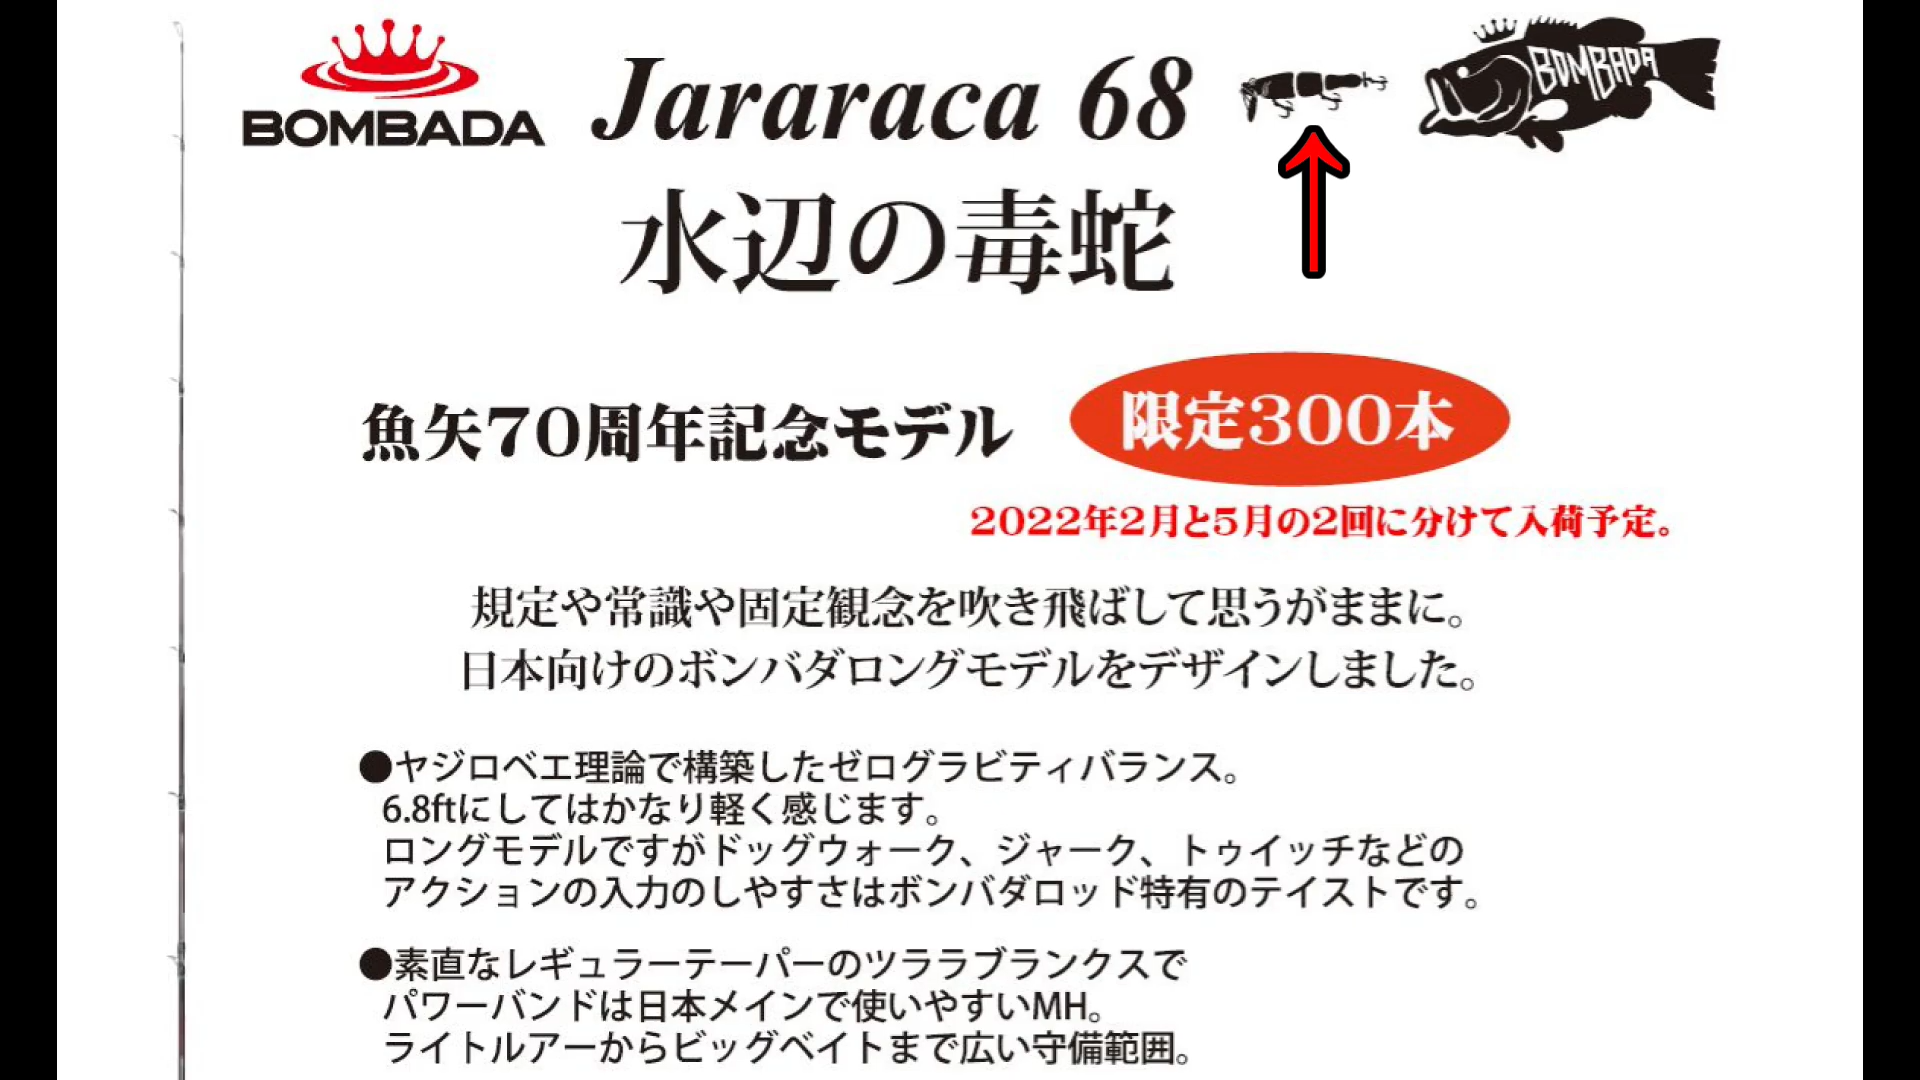 BOMBADA
Jararaca 68
BOMBADA
水辺の毒蛇
魚矢70周年記念モデル
限定300本
2022年2月と5月の2回に分けて入荷予定。
規定や常識や固定観念を吹き飛ばして思うがままに。
日本向けのボンバダロングモデルをデザインしました。
●ヤジロベエ理論で構築したゼログラビティバランス。
6.8ftにしてはかなり軽く感じます。
ロングモデルですがドッグウォーク、ジャーク、トゥイッチなどの
アクションの入力のしやすさはボンバダロッド特有のテイストです。
●素直なレギュラーテーパーのツララブランクスで
パワーバンドは日本メインで使いやすいMH。
ライトルアーからビッグベイトまで広い守備範囲。